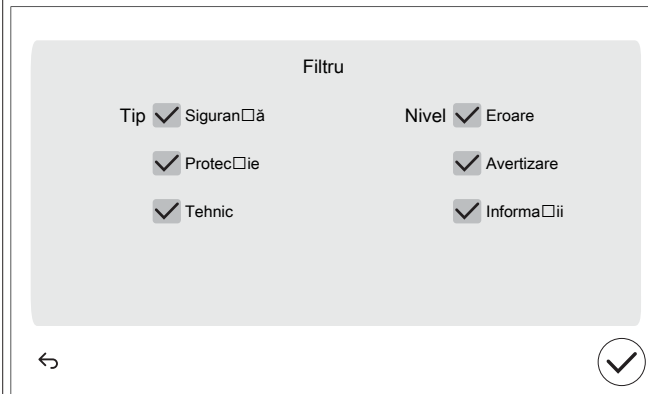 Filtru
Tip Siguran□ă Nivel Eroare
Protec□ie Avertizare
Tehnic Informa□ii